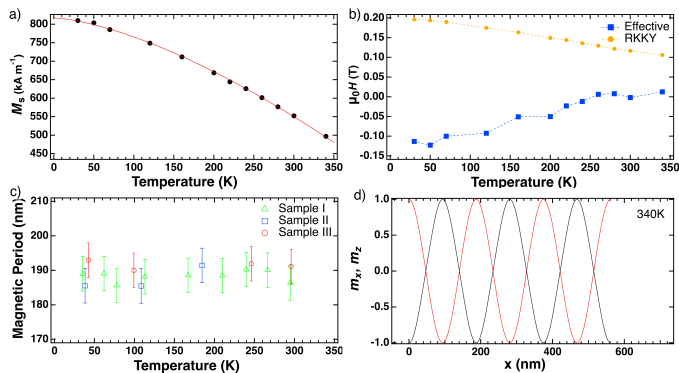 a)
800
750
700
650
600
550
500
450
Mₛ (kA m⁻¹)
0 50 100 150 200 250 300 350
Temperature (K)
b)
0.20
0.15
0.10
0.05
0.00
-0.05
-0.10
-0.15
μ₀H (T)
Effective
RKKY
0 50 100 150 200 250 300 350
Temperature (K)
c)
210
200
190
180
170
Magnetic Period (nm)
Sample I
Sample II
Sample III
0 50 100 150 200 250 300 350
Temperature (K)
d)
340K
1.0
0.5
0.0
-0.5
-1.0
mₓ, m_z
0 200 400 600
x (nm)